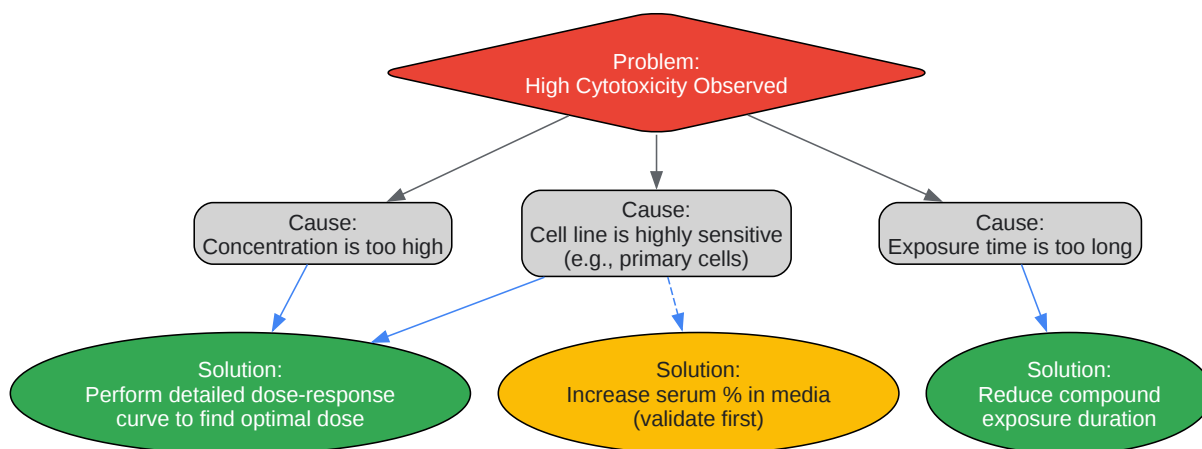 Problem:
High Cytotoxicity Observed
Cause:
Concentration is too high
Cause:
Cell line is highly sensitive
(e.g., primary cells)
Cause:
Exposure time is too long
Solution:
Perform detailed dose-response
curve to find optimal dose
Solution:
Increase serum % in media
(validate first)
Solution:
Reduce compound
exposure duration